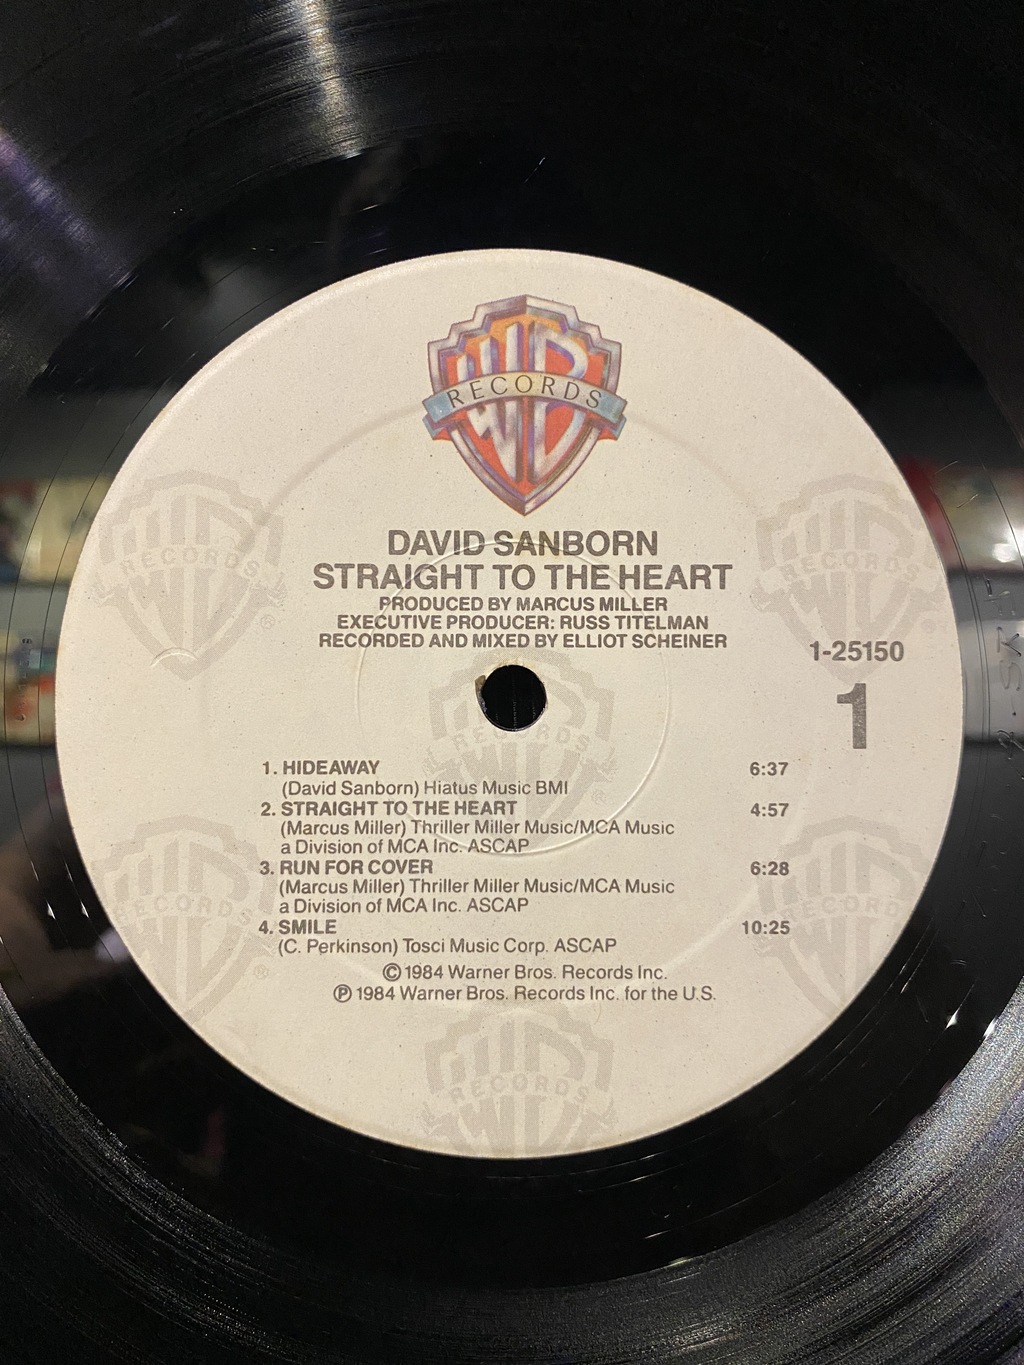 WB
RECORDS
DAVID SANBORN
STRAIGHT TO THE HEART
PRODUCED BY MARCUS MILLER
EXECUTIVE PRODUCER: RUSS TITELMAN
RECORDED AND MIXED BY ELLIOT SCHEINER
1-25150
1
1. HIDEAWAY 6:37
(David Sanborn) Hiatus Music BMI
2. STRAIGHT TO THE HEART 4:57
(Marcus Miller) Thriller Miller Music/MCA Music
a Division of MCA Inc. ASCAP
3. RUN FOR COVER 6:28
(Marcus Miller) Thriller Miller Music/MCA Music
a Division of MCA Inc. ASCAP
4. SMILE 10:25
(C. Perkinson) Tosci Music Corp. ASCAP
©1984 Warner Bros. Records Inc.
℗1984 Warner Bros. Records Inc. for the U.S.